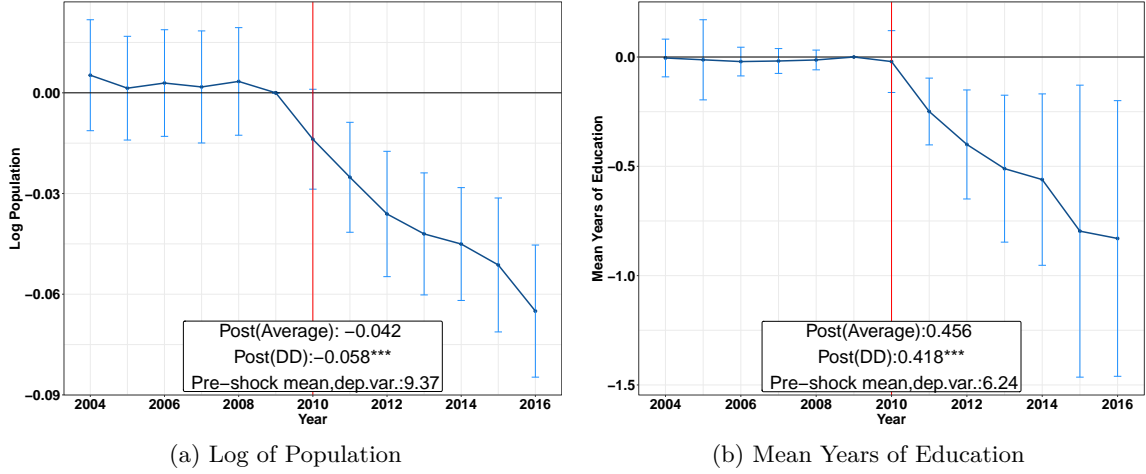 0.00
−0.03
−0.06
−0.09
Log Population
2004 2006 2008 2010 2012 2014 2016
Year
Post(Average): −0.042
Post(DD):−0.058***
Pre−shock mean,dep.var.:9.37
(a) Log of Population
0.0
−0.5
−1.0
−1.5
Mean Years of Education
2004 2006 2008 2010 2012 2014 2016
Year
Post(Average):0.456
Post(DD):0.418***
Pre−shock mean,dep.var.:6.24
(b) Mean Years of Education